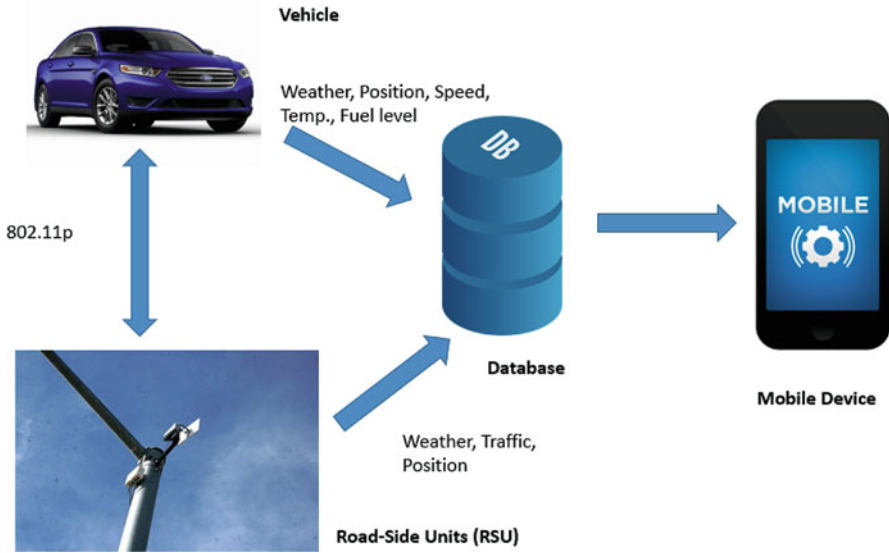 Vehicle
Weather, Position, Speed,
Temp., Fuel level
DB
MOBILE
802.11p
Database
Mobile Device
Weather, Traffic,
Position
Road-Side Units (RSU)